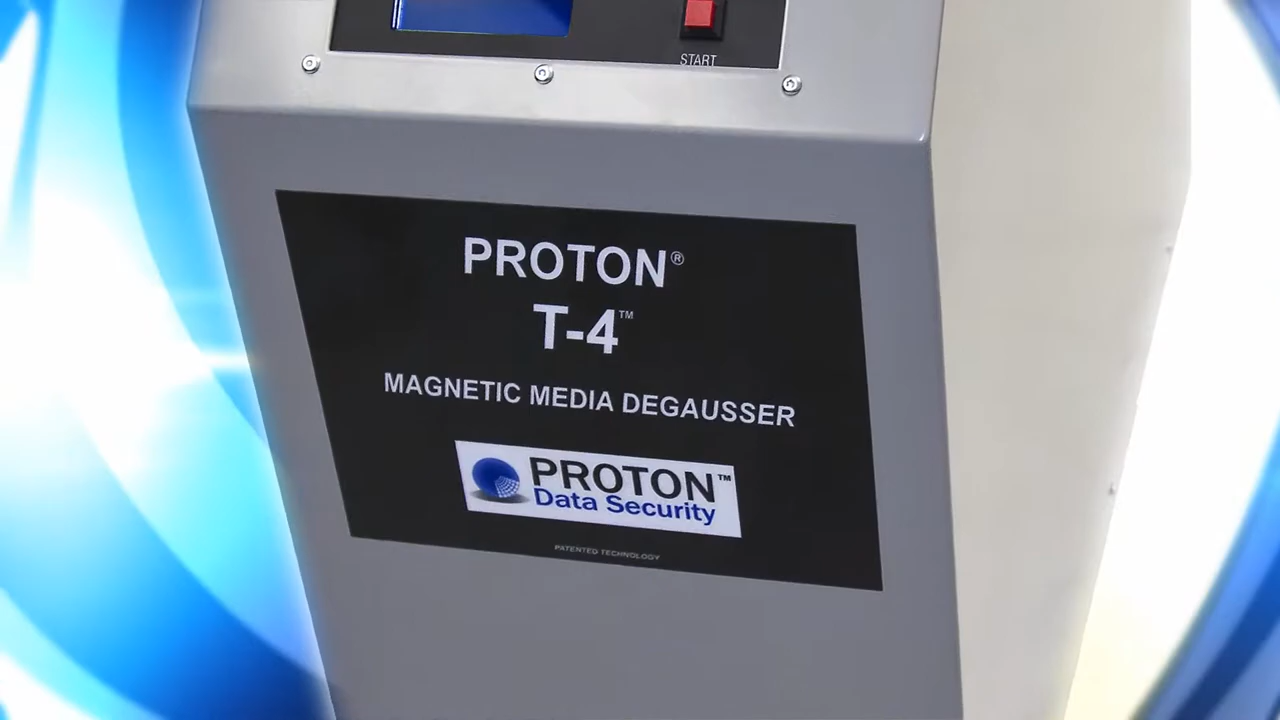 START
PROTON®
T-4™
MAGNETIC MEDIA DEGAUSSER
PROTON™
Data Security
PATENTED TECHNOLOGY